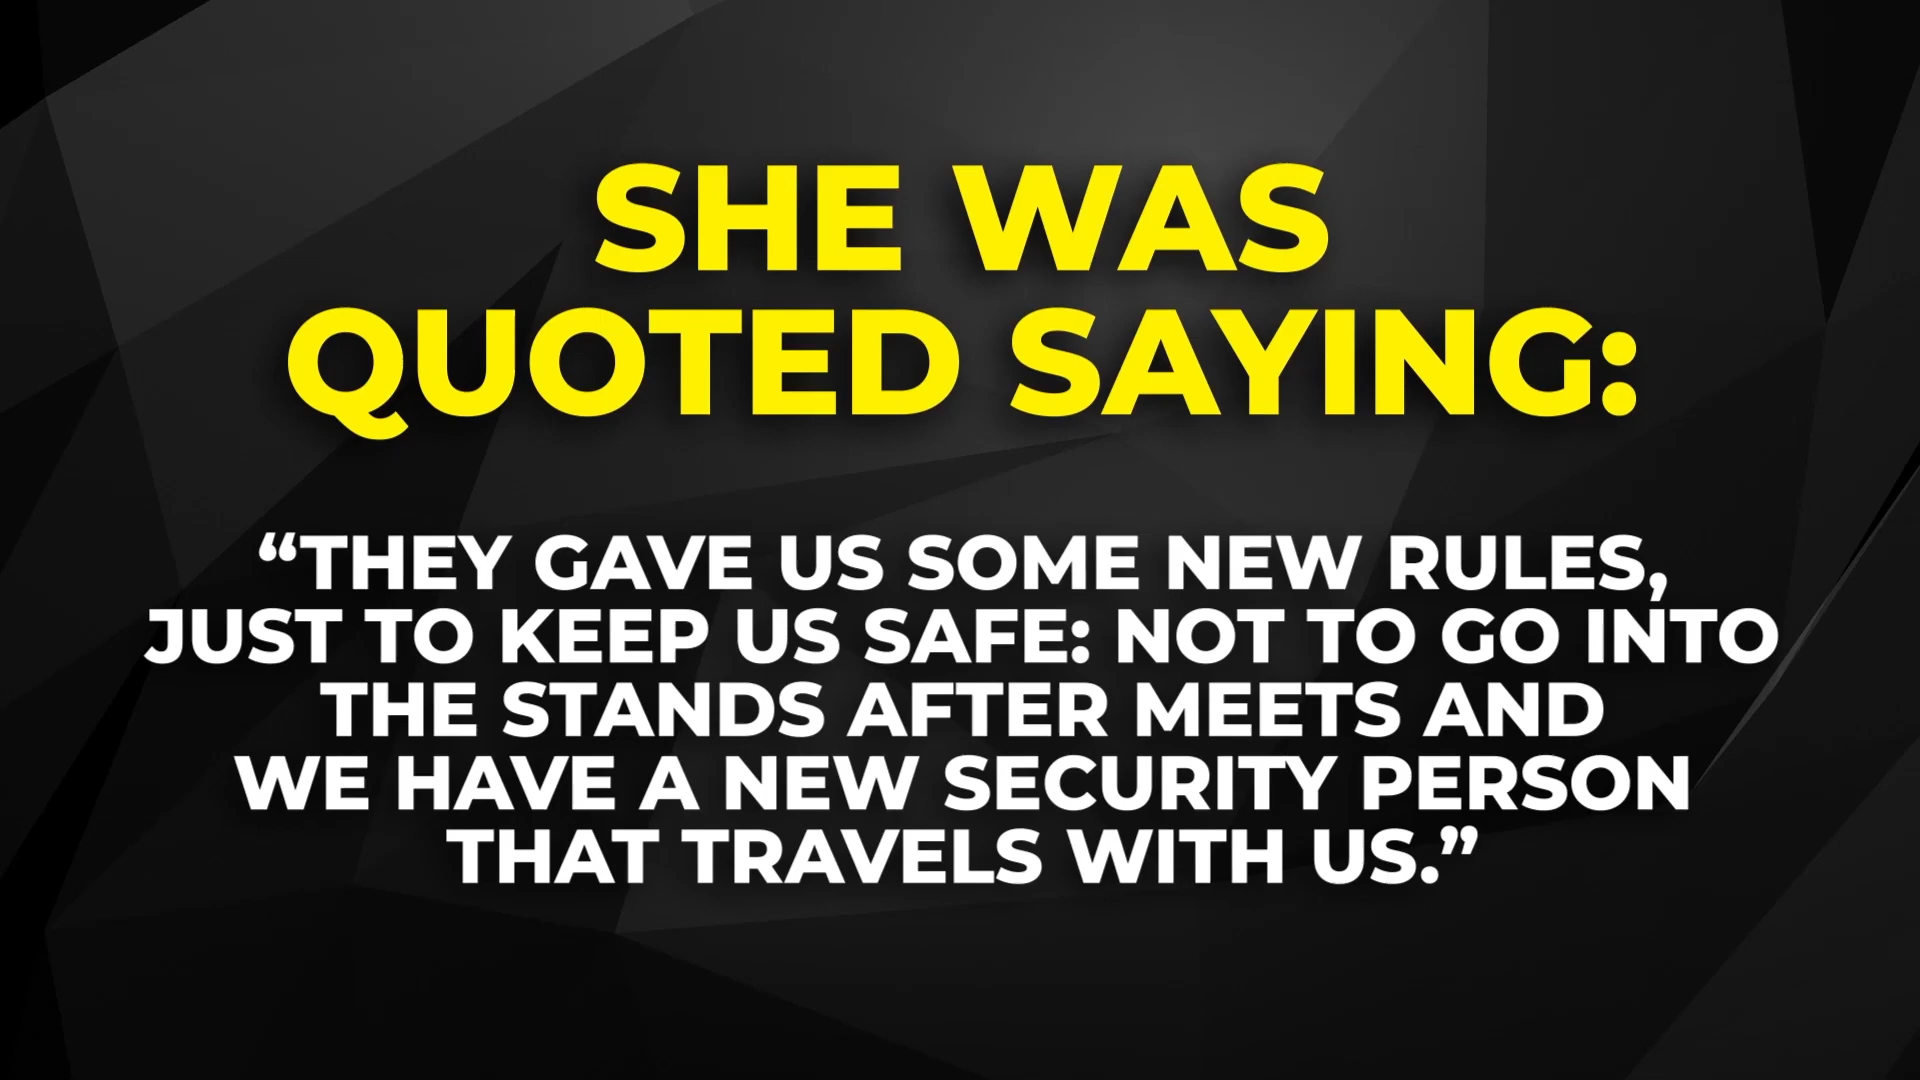 SHE WAS
QUOTED SAYING:
“THEY GAVE US SOME NEW RULES,
JUST TO KEEP US SAFE: NOT TO GO INTO
THE STANDS AFTER MEETS AND
WE HAVE A NEW SECURITY PERSON
THAT TRAVELS WITH US.”